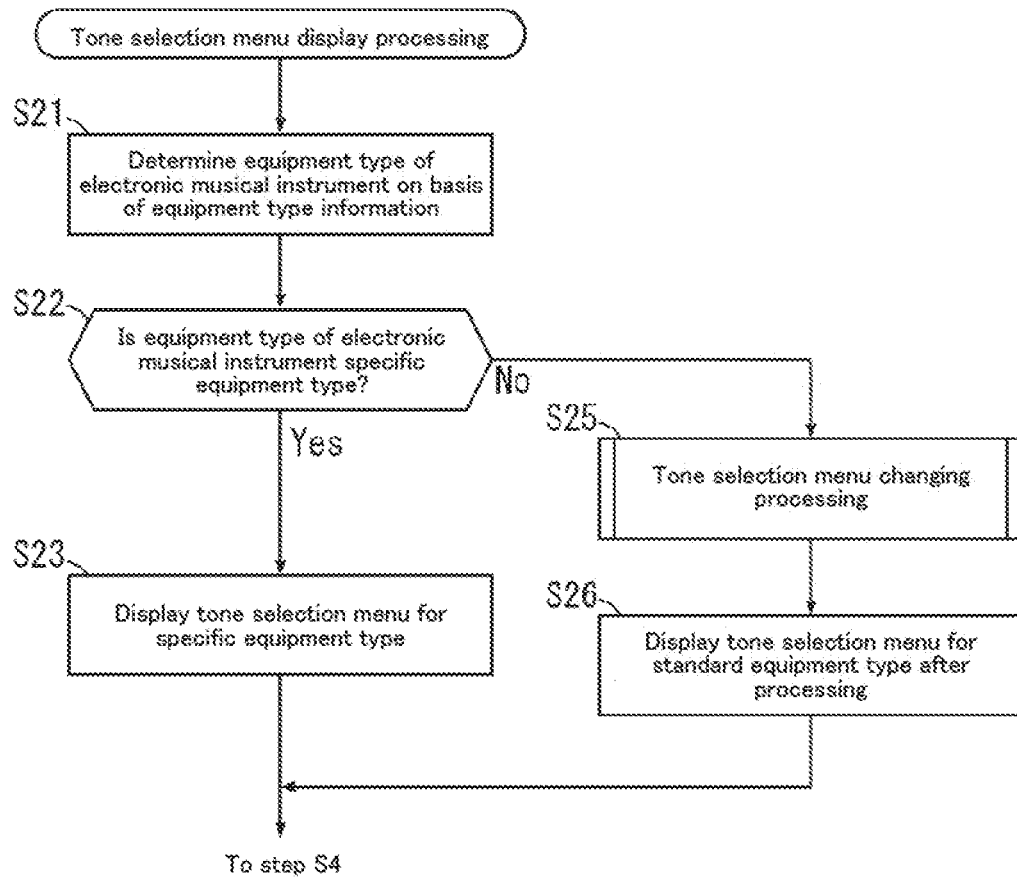 Tone selection menu display processing
S21
Determine equipment type of
electronic musical instrument on basis
of equipment type information
S22
Is equipment type of electronic
musical instrument specific
equipment type?
No
Yes
S25
Tone selection menu changing
processing
S23
Display tone selection menu for
specific equipment type
S26
Display tone selection menu for
standard equipment type after
processing
To step S4